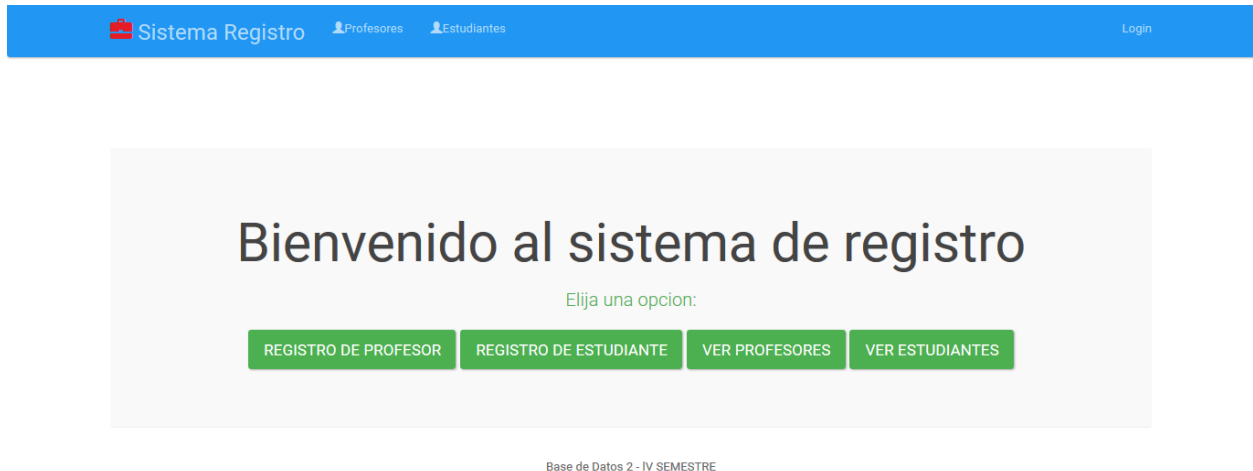 Sistema Registro Profesores Estudiantes Login
Bienvenido al sistema de registro
Elija una opcion:
REGISTRO DE PROFESOR REGISTRO DE ESTUDIANTE VER PROFESORES VER ESTUDIANTES
Base de Datos 2 - IV SEMESTRE